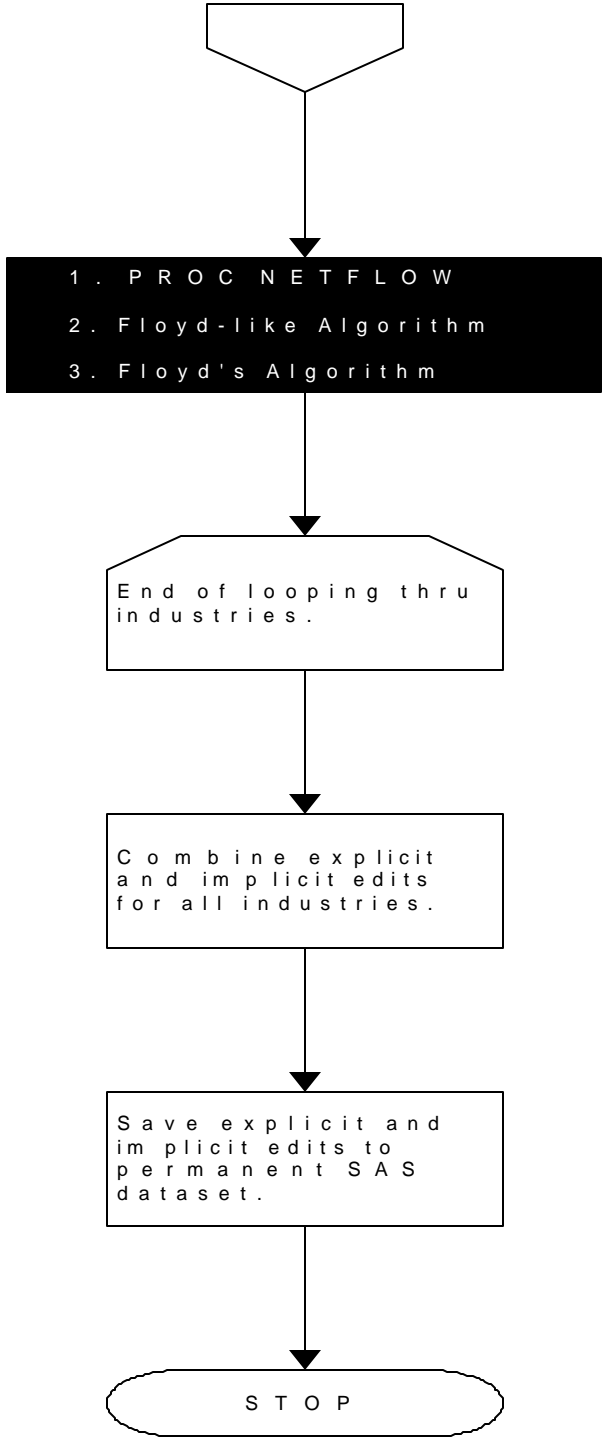 1. PROC NETFLOW
2. Floyd-like Algorithm
3. Floyd's Algorithm
End of looping thru
industries.
Combine explicit
and implicit edits
for all industries.
Save explicit and
implicit edits to
permanent SAS
dataset.
STOP